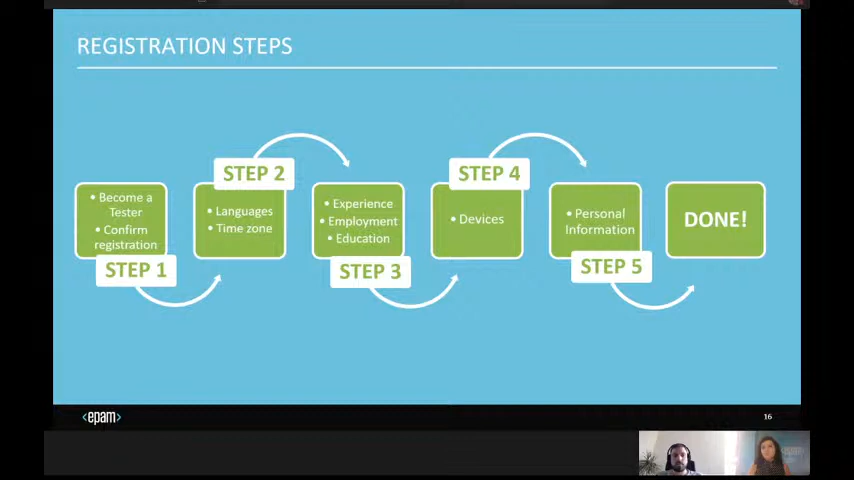 REGISTRATION STEPS
• Become a
Tester
• Confirm
registration
STEP 1
STEP 2
• Languages
• Time zone
• Experience
• Employment
• Education
STEP 3
STEP 4
• Devices
• Personal
Information
STEP 5
DONE!
<epam>
16